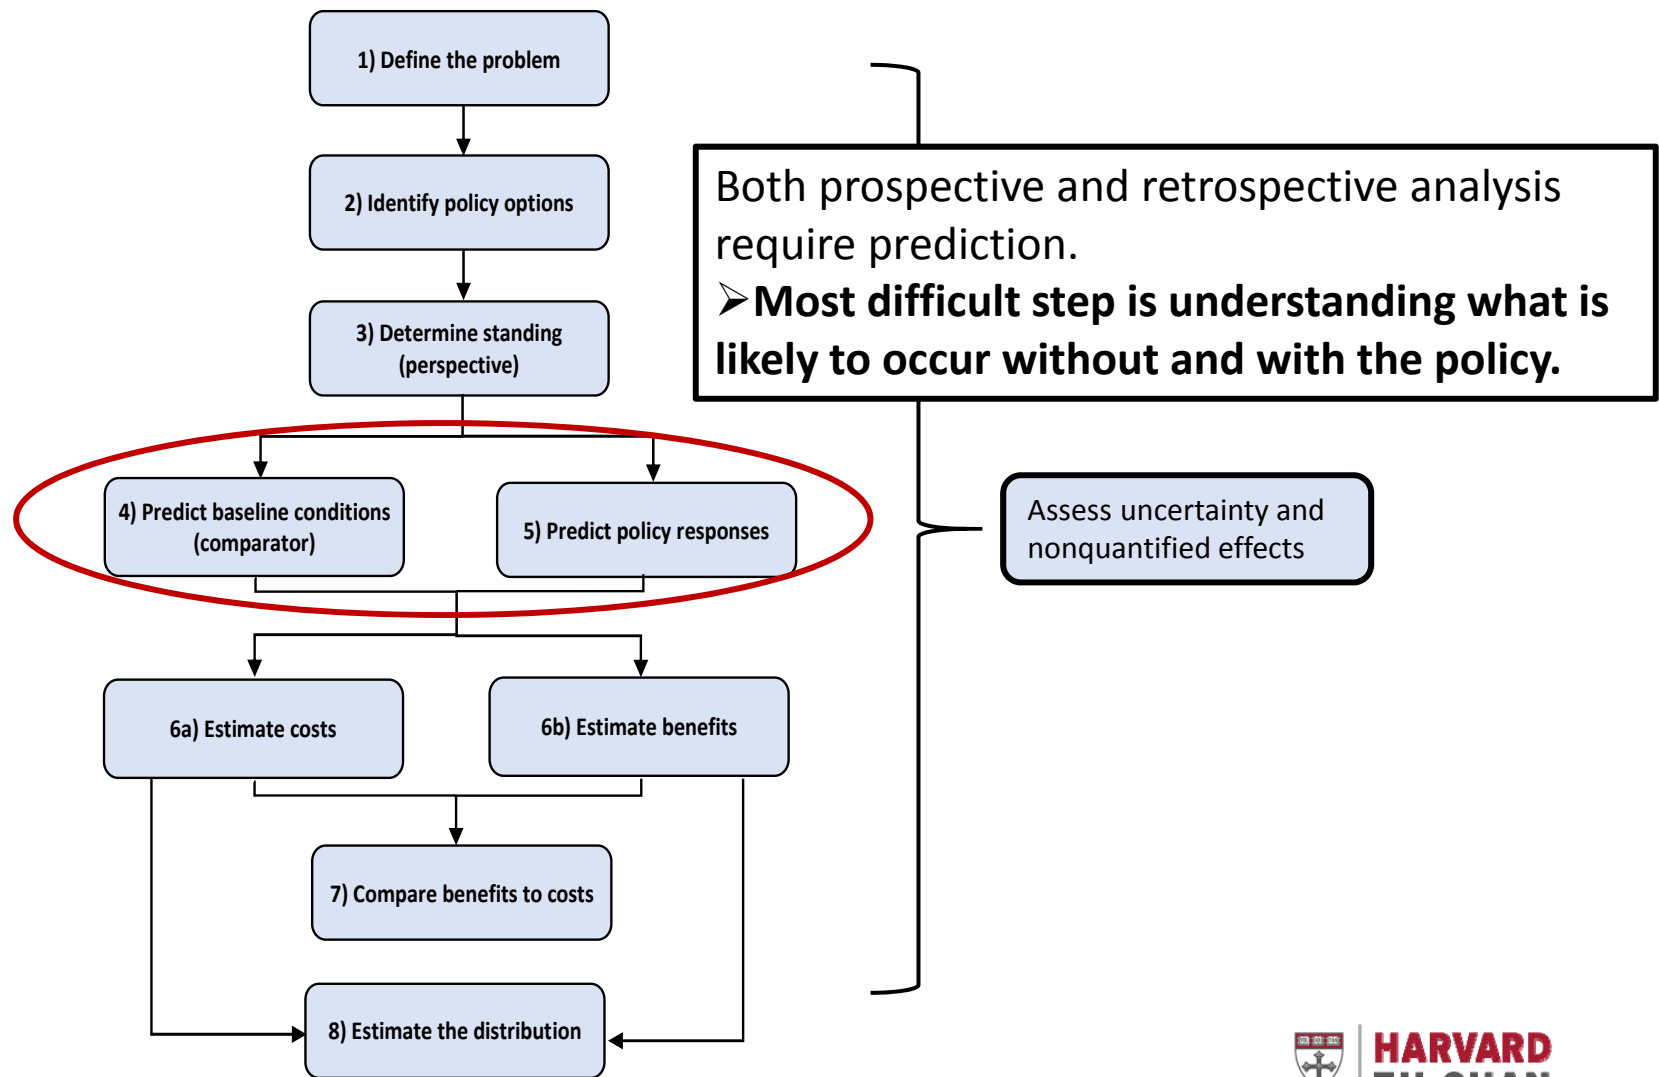 1) Define the problem
2) Identify policy options
Both prospective and retrospective analysis
require prediction.
➢Most difficult step is understanding what is
likely to occur without and with the policy.
3) Determine standing
(perspective)
4) Predict baseline conditions
(comparator)
5) Predict policy responses
Assess uncertainty and
nonquantified effects
6a) Estimate costs
6b) Estimate benefits
7) Compare benefits to costs
8) Estimate the distribution
HARVARD